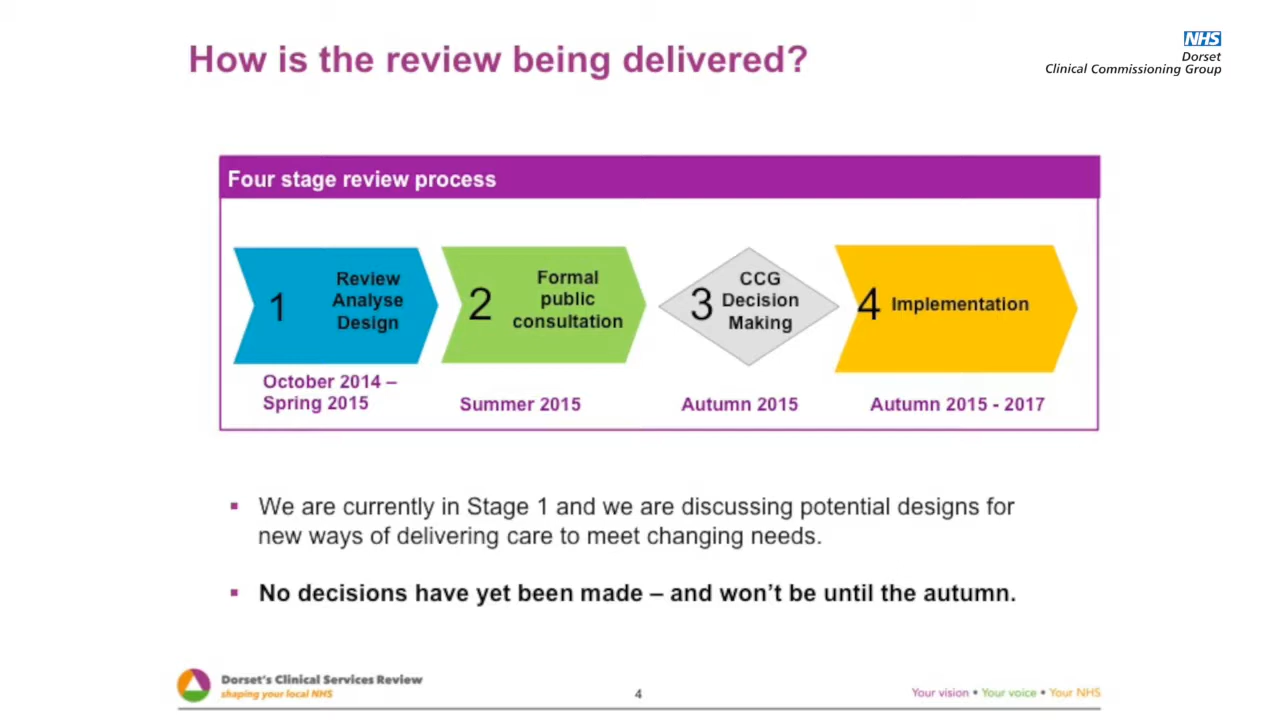 How is the review being delivered?
NHS
Dorset
Clinical Commissioning Group
Four stage review process
1
Review
Analyse
Design
October 2014 –
Spring 2015
2
Formal
public
consultation
Summer 2015
3
CCG
Decision
Making
Autumn 2015
4
Implementation
Autumn 2015 - 2017
▪ We are currently in Stage 1 and we are discussing potential designs for
new ways of delivering care to meet changing needs.
▪ No decisions have yet been made – and won’t be until the autumn.
Dorset's Clinical Services Review
shaping your local NHS
4
Your vision • Your voice • Your NHS